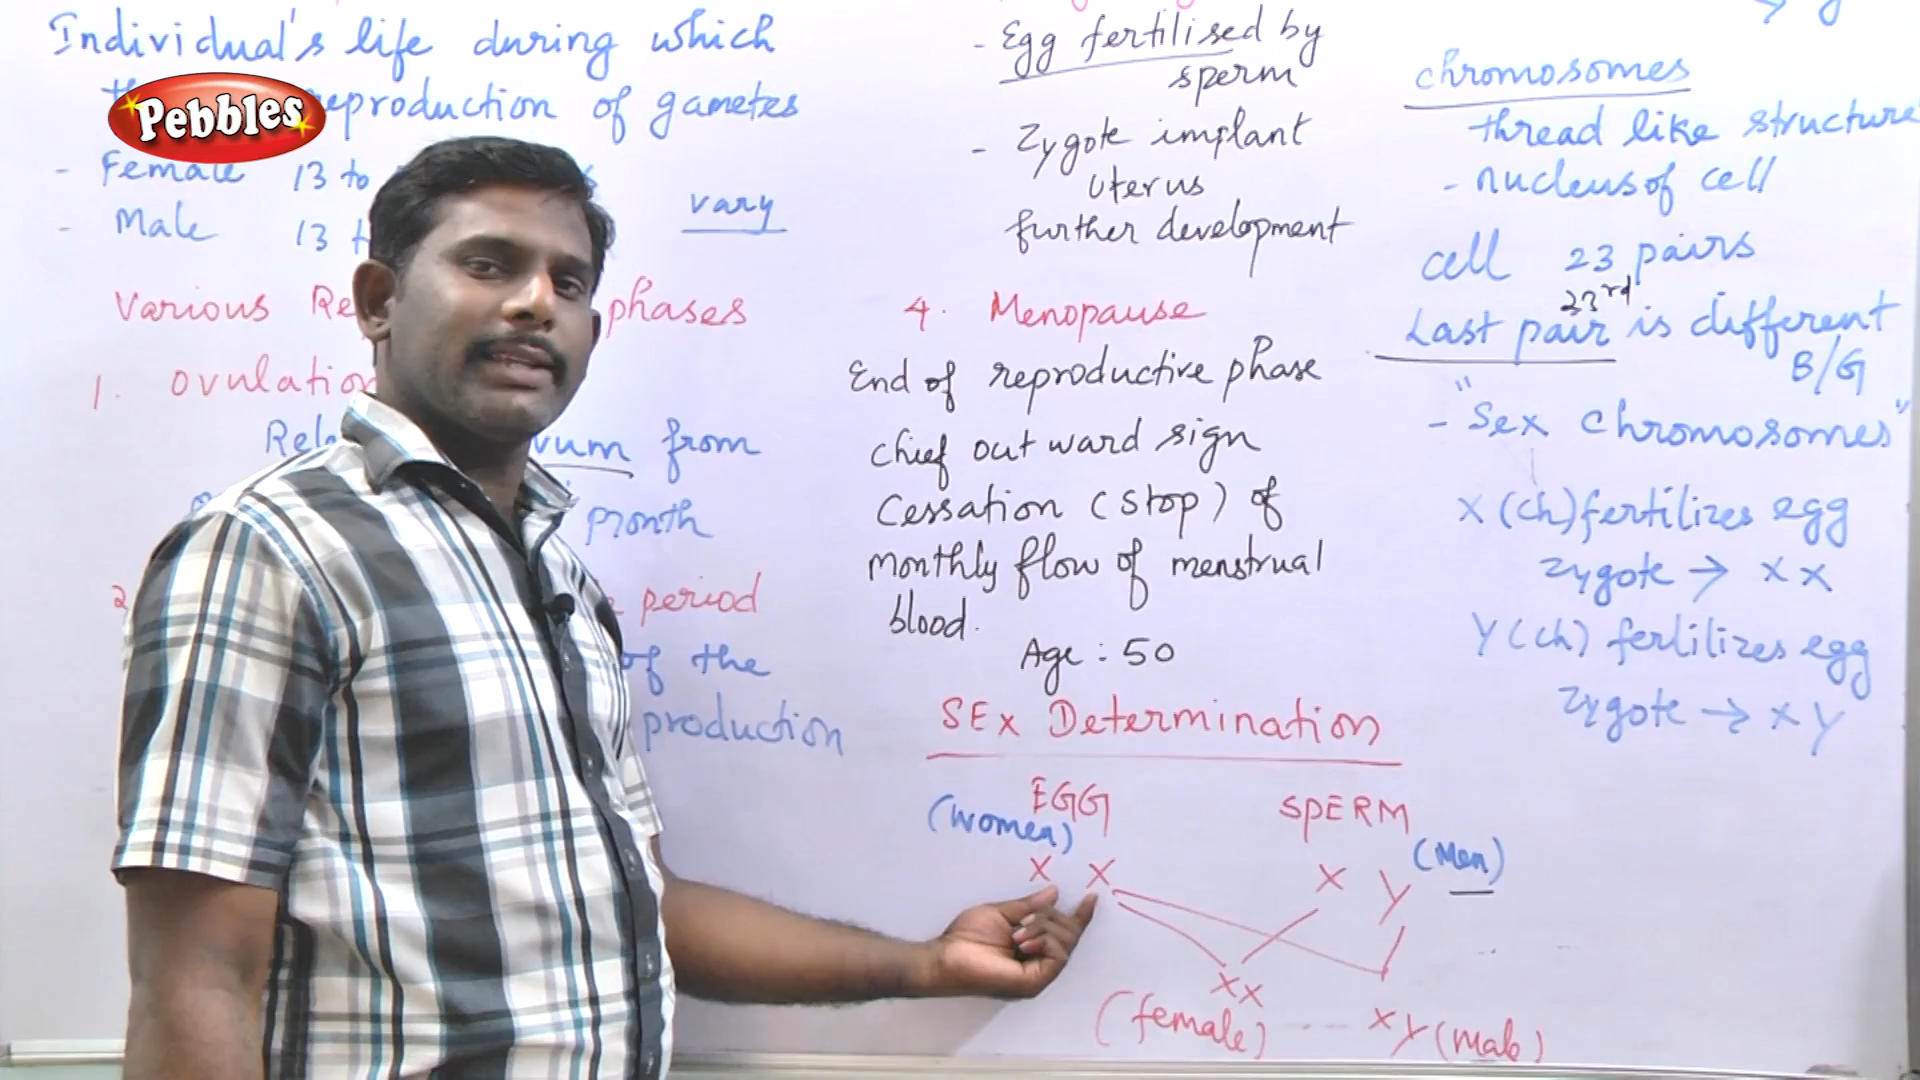 Individual's life during which
reproduction of gametes
Pebbles
- Female 13 to
- Male 13
vary
Various phases
1. Ovulation
from
month
2. period
of the
production
- Egg fertilised by
sperm
- Zygote implant
uterus
further development
4. Menopause
End of reproductive phase
chief out ward sign
Cessation (stop) of
monthly flow of menstrual
blood.
Age : 50
SEx Determination
EGG
(Women)
X X
SPERM
(Men)
X Y
XX
(female)
XY (Male)
chromosomes
thread like structure
- nucleus of cell
cell 23 pairs
23rd
Last pair is different
B/G
- "Sex chromosomes"
X (ch) fertilizes egg
Zygote → XX
Y (ch) fertilizes egg
Zygote → XY